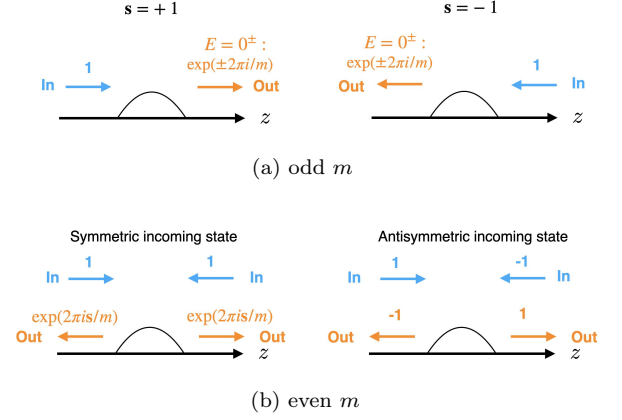 s = + 1
s = − 1
E = 0± :
exp(±2πi/m)
1
In
Out
z
E = 0± :
exp(±2πi/m)
1
Out
In
z
(a) odd m
Symmetric incoming state
Antisymmetric incoming state
In 1 1 In
In 1 -1 In
exp(2πis/m) exp(2πis/m)
Out Out
z
-1 1
Out Out
z
(b) even m